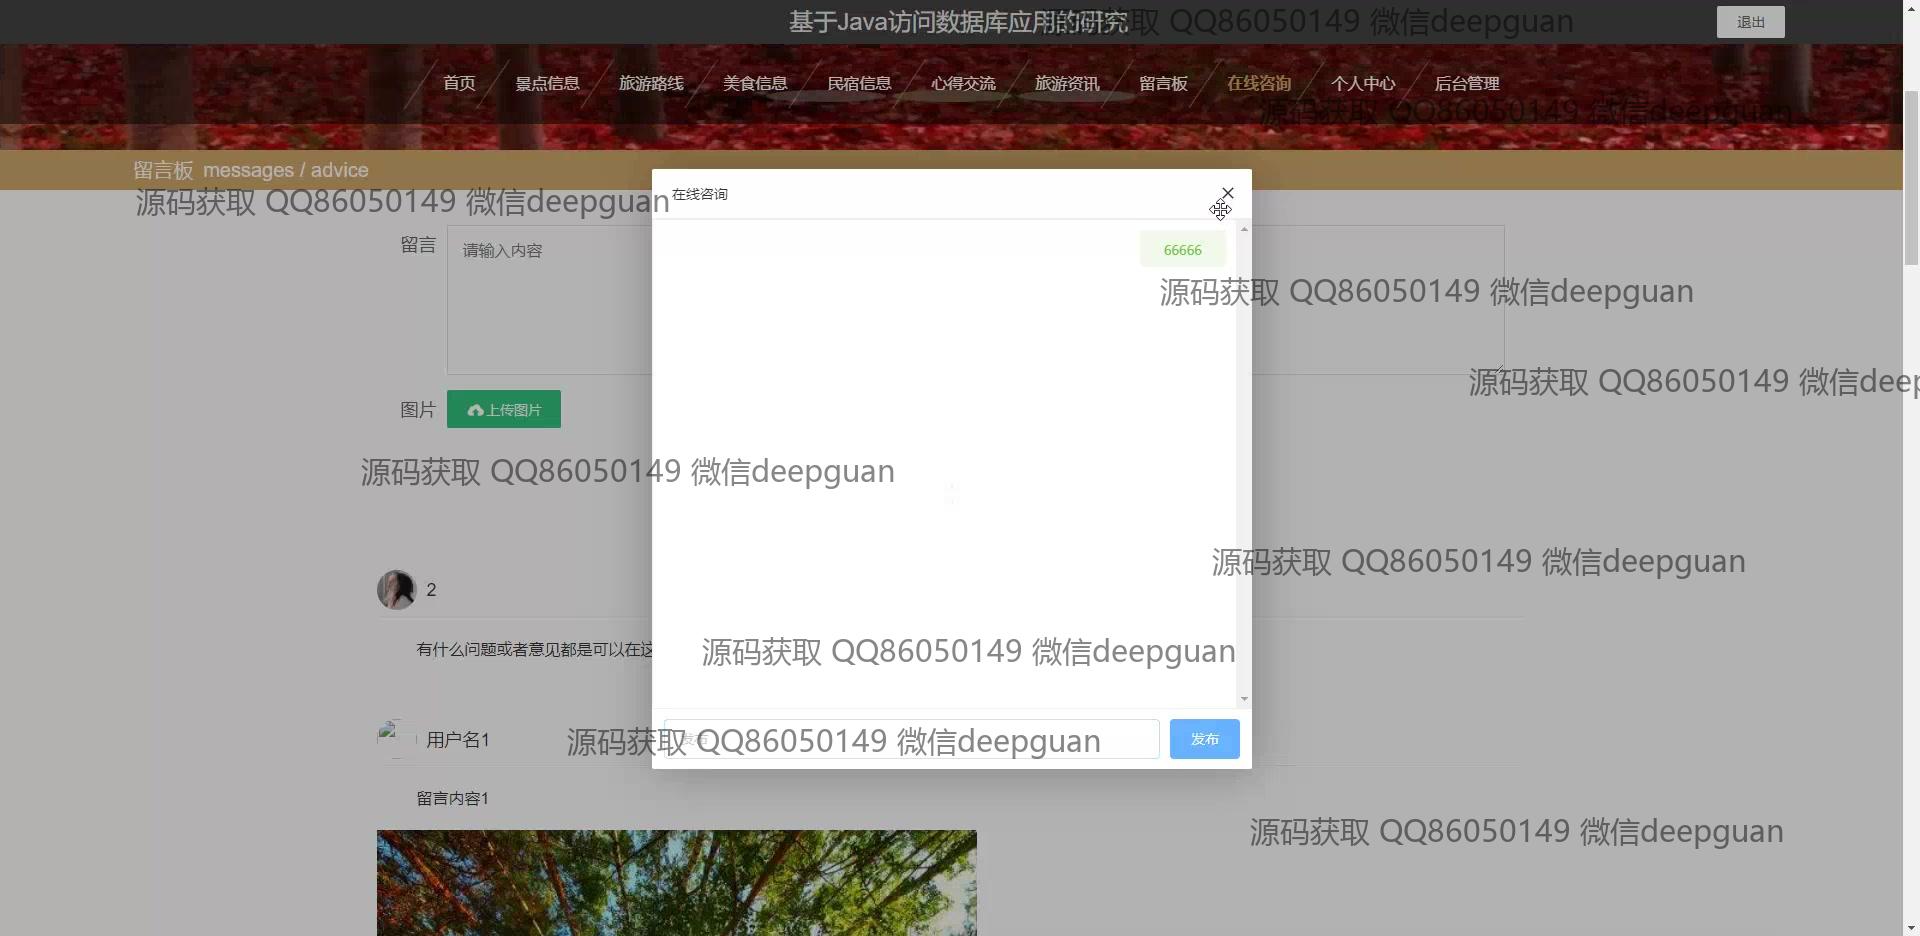 基于Java访问数据库应用的研究
源码获取 QQ86050149 微信deepguan
退出
首页 景点信息 旅游路线 美食信息 民宿信息 心得交流 旅游资讯 留言板 在线咨询 个人中心 后台管理
源码获取 QQ86050149 微信deepguan
留言板 messages / advice
源码获取 QQ86050149 微信deepguan
在线咨询
留言
请输入内容
66666
源码获取 QQ86050149 微信deepguan
源码获取 QQ86050149 微信deep
图片
上传图片
源码获取 QQ86050149 微信deepguan
源码获取 QQ86050149 微信deepguan
2
有什么问题或者意见都是可以在这
源码获取 QQ86050149 微信deepguan
用户名1
发布
源码获取 QQ86050149 微信deepguan
发布
留言内容1
源码获取 QQ86050149 微信deepguan